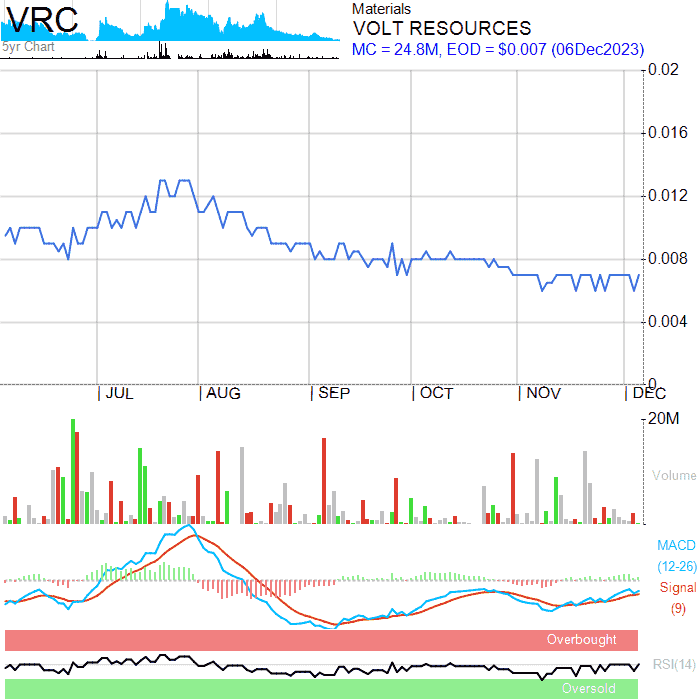 VRC
5yr Chart
Materials
VOLT RESOURCES
MC = 24.8M, EOD = $0.007 (06Dec2023)
0.02
0.016
0.012
0.008
0.004
0
JUL
AUG
SEP
OCT
NOV
DEC
20M
Volume
MACD
(12-26)
Signal
(9)
Overbought
RSI(14)
Oversold